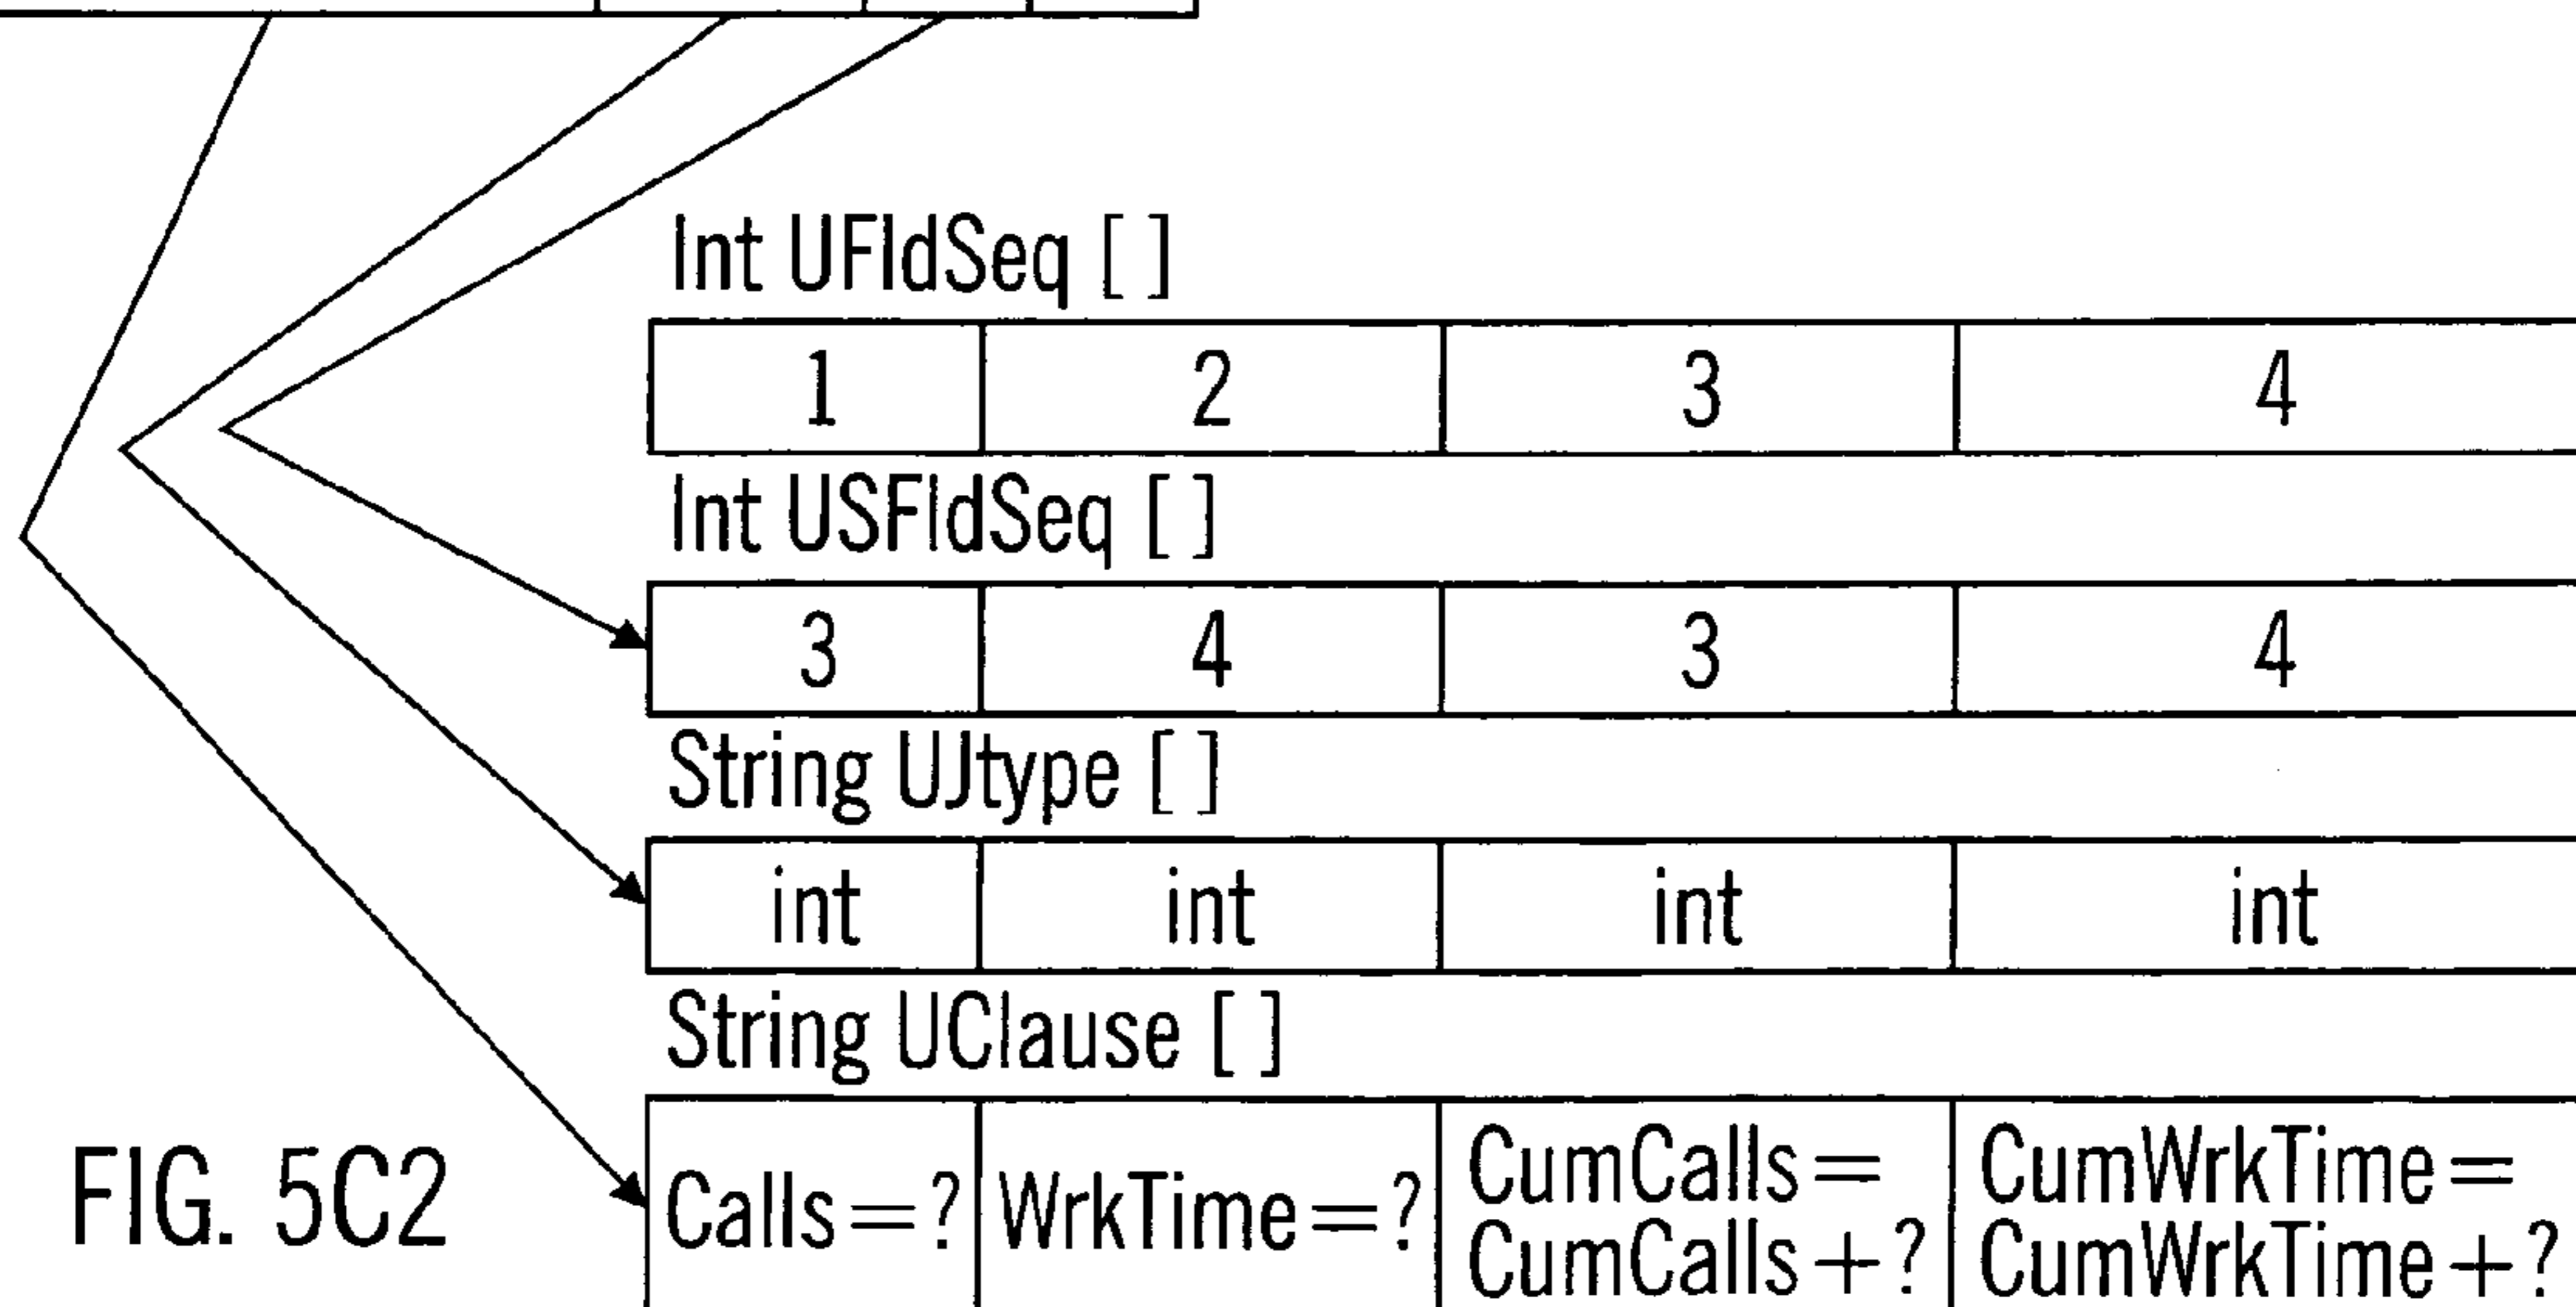 Int UFldSeq [ ]
1 2 3 4
Int USFldSeq [ ]
3 4 3 4
String UJtype [ ]
int int int int
String UClause [ ]
Calls=? WrkTime=? CumCalls= CumWrkTime=
CumCalls+? CumWrkTime+?
FIG. 5C2